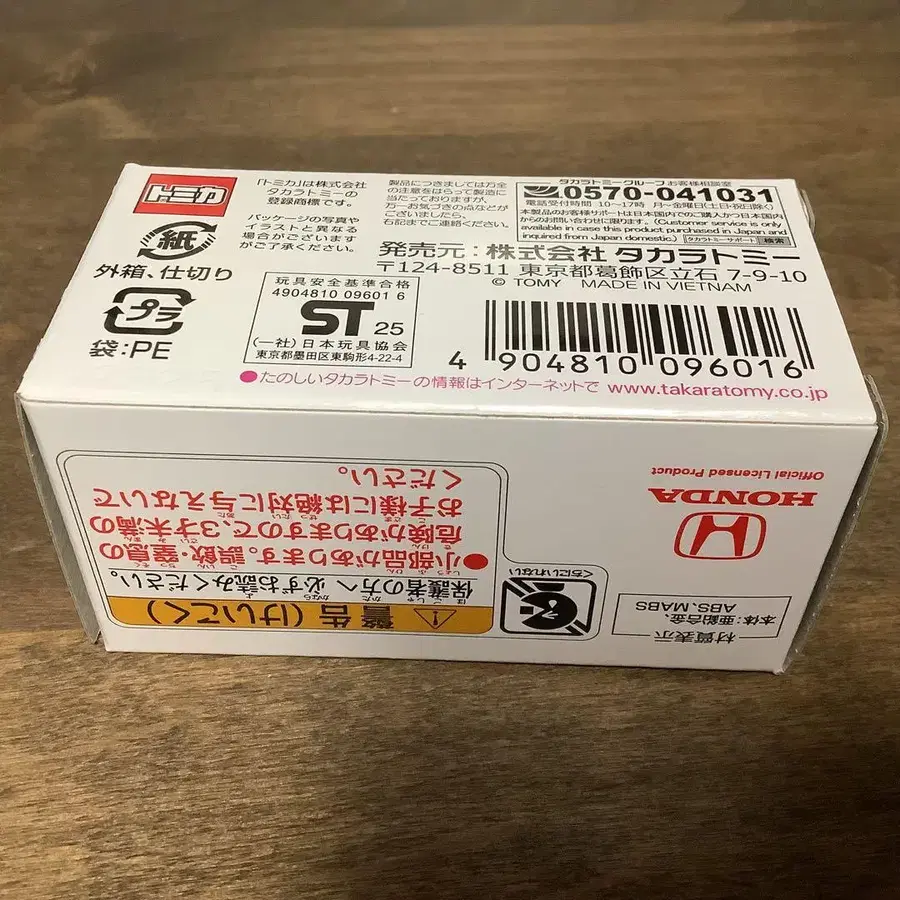 トミカ
「トミカ」は株式会社
タカラトミーの
登録商標です。
パッケージの写真や
イラストと異なる
場合がございますが
ご了承ください。
紙
外箱、仕切り
プラ
袋:PE
製品につきましては万全
の注意をはらって製造に
当たっておりますが、
万一お気づきの点などが
ございましたら、
右記までご連絡ください。
タカラトミーグループお客様相談室
0570-041031
電話受付時間 10〜17時 月〜金曜日(土日・祝日除く)
本製品のお客様サポートは日本国内でのご購入かつ日本国内
からのお問い合わせに限ります。(Customer service is only
available in case this product purchased in Japan and
inquired from Japan domestic.) タカラトミーサポート 検索
発売元:株式会社 タカラトミー
〒124-8511 東京都葛飾区立石 7-9-10
© TOMY MADE IN VIETNAM
玩具安全基準合格
4904810 09601 6
ST 25
(一社)日本玩具協会
東京都墨田区東駒形4-22-4
4 904810 096016
●たのしいタカラトミーの情報はインターネットで www.takaratomy.co.jp
警告(けいこく)
保護者の方へ 必ずお読みください。
●小部品があります。誤飲・窒息の
危険がありますので、3才未満の
お子様には絶対に与えないで
ください。
くちにいれない
材質表示
本体:亜鉛合金、
ABS、MABS
HONDA
Official Licensed Product